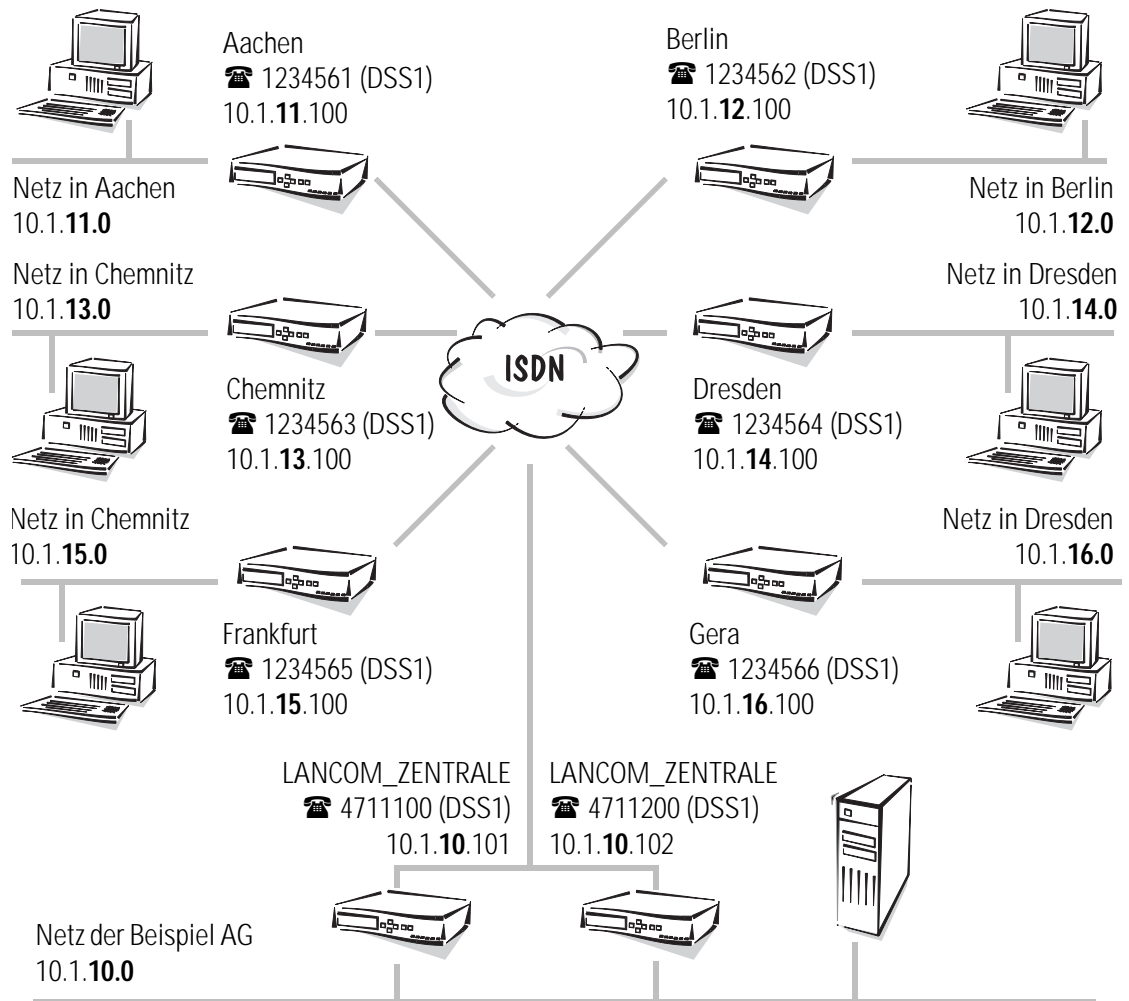 Aachen
☎ 1234561 (DSS1)
10.1.11.100
Berlin
☎ 1234562 (DSS1)
10.1.12.100
Netz in Aachen
10.1.11.0
Netz in Berlin
10.1.12.0
Netz in Chemnitz
10.1.13.0
Netz in Dresden
10.1.14.0
ISDN
Chemnitz
☎ 1234563 (DSS1)
10.1.13.100
Dresden
☎ 1234564 (DSS1)
10.1.14.100
Netz in Chemnitz
10.1.15.0
Netz in Dresden
10.1.16.0
Frankfurt
☎ 1234565 (DSS1)
10.1.15.100
Gera
☎ 1234566 (DSS1)
10.1.16.100
LANCOM_ZENTRALE
☎ 4711100 (DSS1)
10.1.10.101
LANCOM_ZENTRALE
☎ 4711200 (DSS1)
10.1.10.102
Netz der Beispiel AG
10.1.10.0